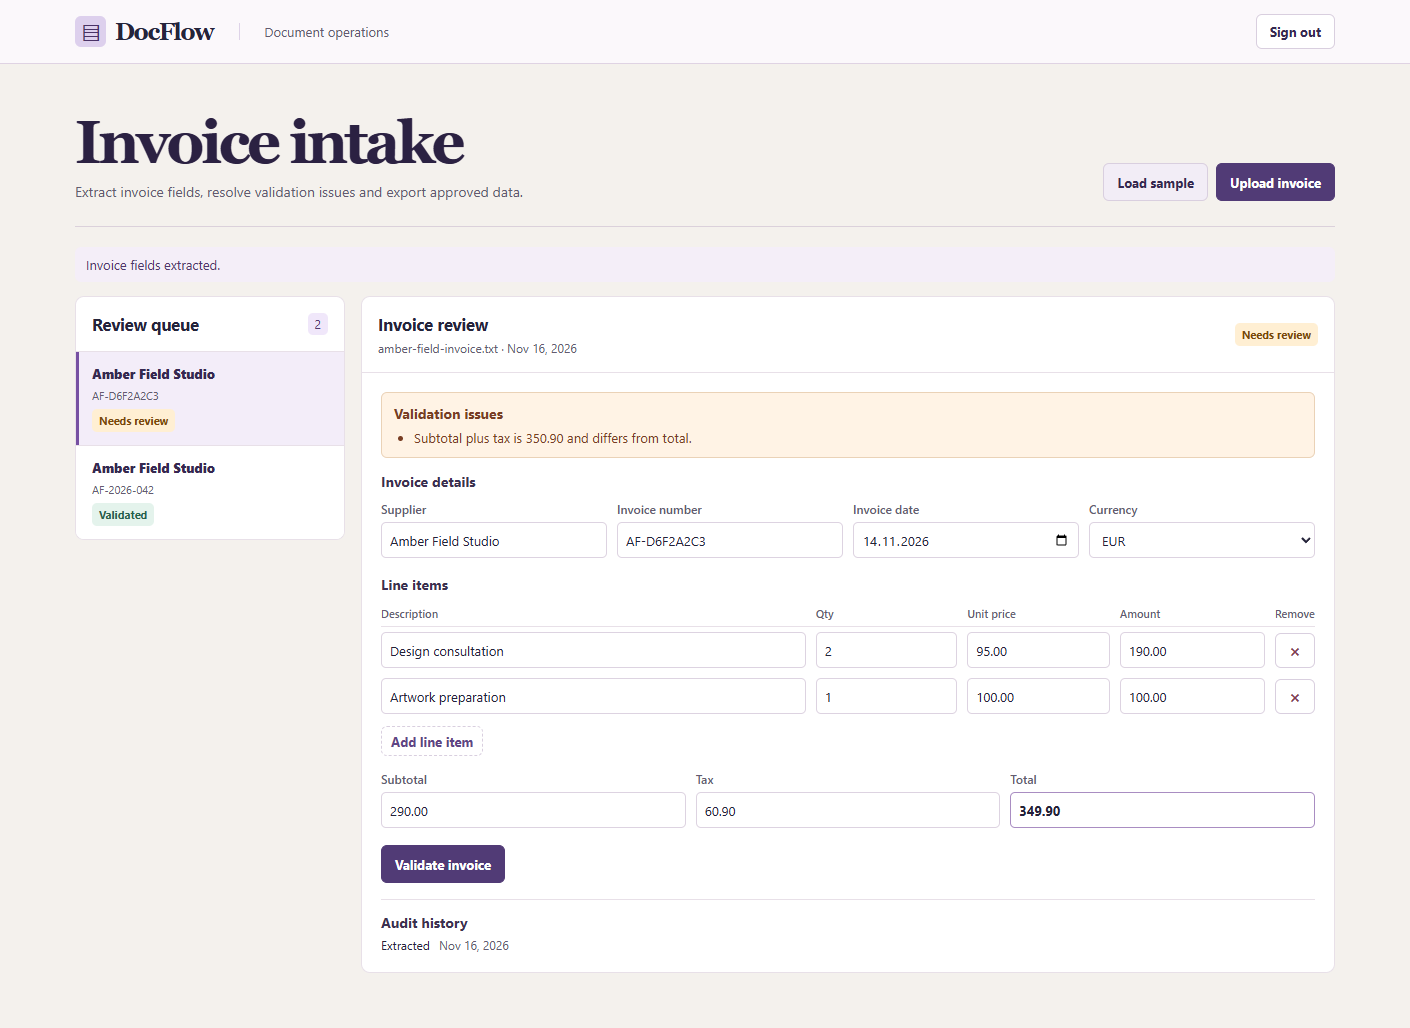 DocFlow
Document operations
Sign out
Invoice intake
Extract invoice fields, resolve validation issues and export approved data.
Load sample
Upload invoice
Invoice fields extracted.
Review queue
2
Amber Field Studio
AF-D6F2A2C3
Needs review
Amber Field Studio
AF-2026-042
Validated
Invoice review
amber-field-invoice.txt · Nov 16, 2026
Needs review
Validation issues
• Subtotal plus tax is 350.90 and differs from total.
Invoice details
Supplier Invoice number Invoice date Currency
Amber Field Studio AF-D6F2A2C3 14.11.2026 EUR
Line items
Description Qty Unit price Amount Remove
Design consultation 2 95.00 190.00 ×
Artwork preparation 1 100.00 100.00 ×
Add line item
Subtotal Tax Total
290.00 60.90 349.90
Validate invoice
Audit history
Extracted Nov 16, 2026